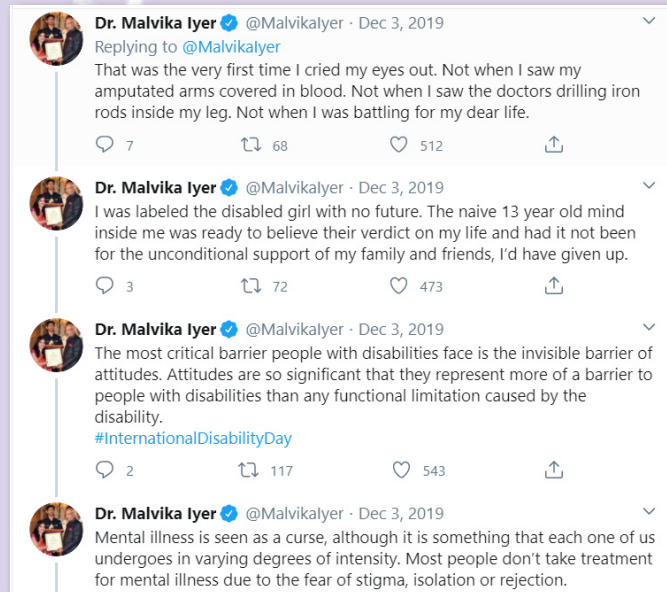 Dr. Malvika Iyer @MalvikaIyer · Dec 3, 2019
Replying to @MalvikaIyer
That was the very first time I cried my eyes out. Not when I saw my
amputated arms covered in blood. Not when I saw the doctors drilling iron
rods inside my leg. Not when I was battling for my dear life.
7 68 512
Dr. Malvika Iyer @MalvikaIyer · Dec 3, 2019
I was labeled the disabled girl with no future. The naive 13 year old mind
inside me was ready to believe their verdict on my life and had it not been
for the unconditional support of my family and friends, I'd have given up.
3 72 473
Dr. Malvika Iyer @MalvikaIyer · Dec 3, 2019
The most critical barrier people with disabilities face is the invisible barrier of
attitudes. Attitudes are so significant that they represent more of a barrier to
people with disabilities than any functional limitation caused by the
disability.
#InternationalDisabilityDay
2 117 543
Dr. Malvika Iyer @MalvikaIyer · Dec 3, 2019
Mental illness is seen as a curse, although it is something that each one of us
undergoes in varying degrees of intensity. Most people don't take treatment
for mental illness due to the fear of stigma, isolation or rejection.